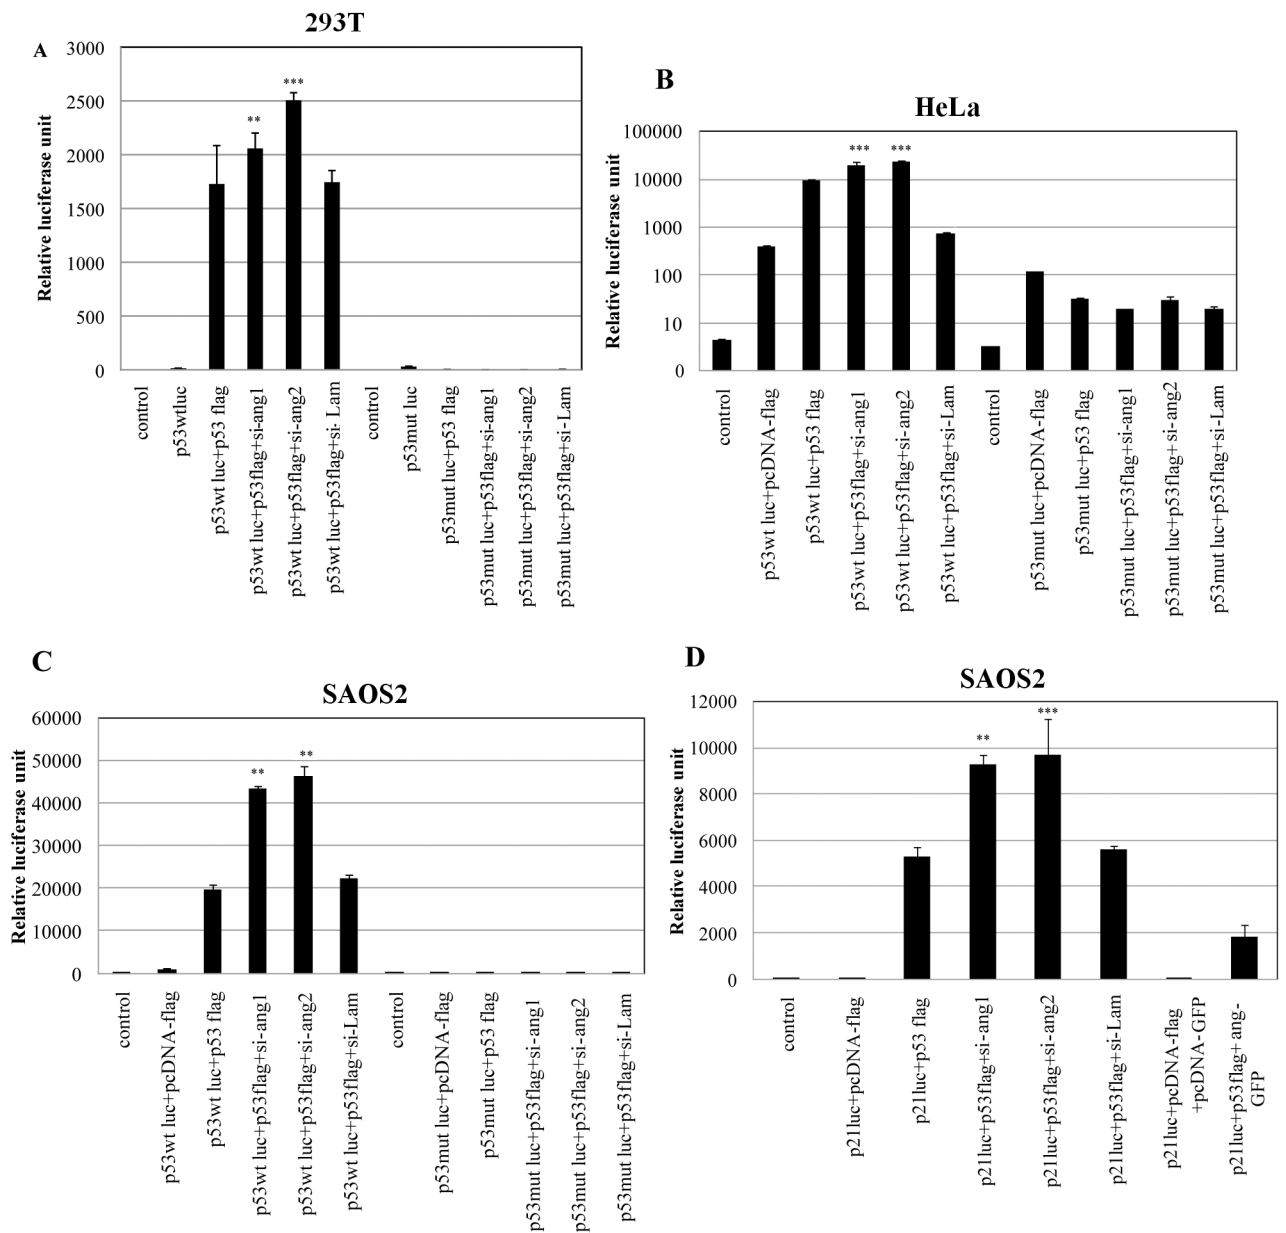 A
293T
Relative luciferase unit
3000
2500
2000
1500
1000
500
0
**
***
control
p53wtluc
p53wt luc+p53 flag
p53wt luc+p53flag+si-ang1
p53wt luc+p53flag+si-ang2
p53wt luc+p53flag+si- Lam
control
p53mut luc
p53mut luc+p53 flag
p53mut luc+p53flag+si-ang1
p53mut luc+p53flag+si-ang2
p53mut luc+p53flag+si-Lam
B
HeLa
Relative luciferase unit
100000
10000
1000
100
10
0
***
***
control
p53wt luc+pcDNA-flag
p53wt luc+p53 flag
p53wt luc+p53flag+si-ang1
p53wt luc+p53flag+si-ang2
p53wt luc+p53flag+si-Lam
control
p53mut luc+pcDNA-flag
p53mut luc+p53 flag
p53mut luc+p53flag+si-ang1
p53mut luc+p53flag+ si-ang2
p53mut luc+p53flag+si-Lam
C
SAOS2
Relative luciferase unit
60000
50000
40000
30000
20000
10000
0
**
**
control
p53wt luc+pcDNA-flag
p53wt luc+p53 flag
p53wt luc+p53flag+si-ang1
p53wt luc+p53flag+si-ang2
p53wt luc+p53flag+si-Lam
control
p53mut luc+pcDNA-flag
p53mut luc+p53 flag
p53mut luc+p53flag+si-ang1
p53mut luc+p53flag+si-ang2
p53mut luc+p53flag+si-Lam
D
SAOS2
Relative luciferase unit
12000
10000
8000
6000
4000
2000
0
**
***
control
p21luc+pcDNA-flag
p21luc+p53 flag
p21luc+p53flag+si-ang1
p21luc+p53flag+si-ang2
p21luc+p53flag+si-Lam
p21luc+pcDNA-flag
+pcDNA-GFP
p21luc+p53flag+ ang-
GFP